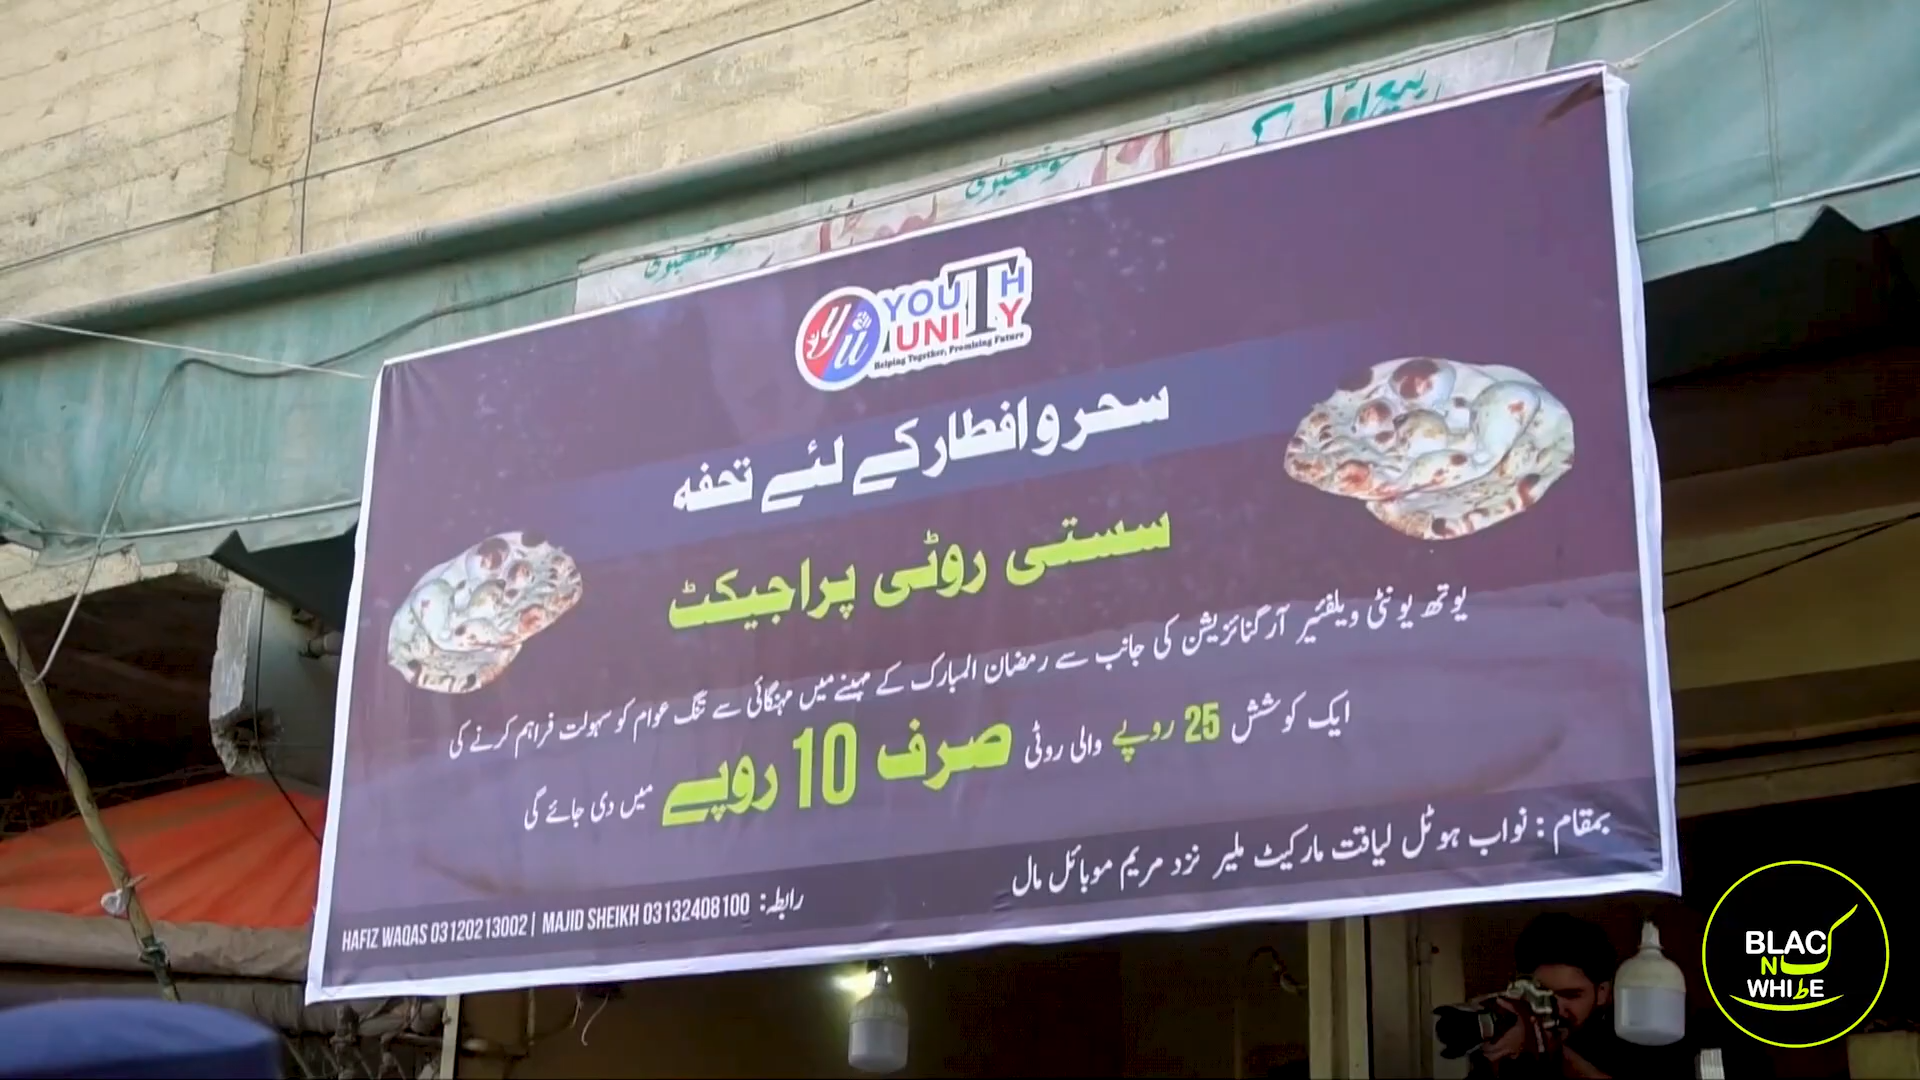 خوشخبری
خوشخبری
YOUTH
UNITY
Helping Together, Promising Future
سحر و افطار کے لئے تحفہ
سستی روٹی پراجیکٹ
یوتھ یونٹی ویلفئیر آرگنائزیشن کی جانب سے رمضان المبارک کے مہینے میں مہنگائی سے تنگ عوام کو سہولت فراہم کرنے کی
ایک کوشش 25 روپے والی روٹی صرف 10 روپے میں دی جائے گی
بمقام : نواب ہوٹل لیاقت مارکیٹ ملیر نزد مریم موبائل مال
رابطہ: HAFIZ WAQAS 03120213002 | MAJID SHEIKH 03132408100
BLACK
N
WHITE